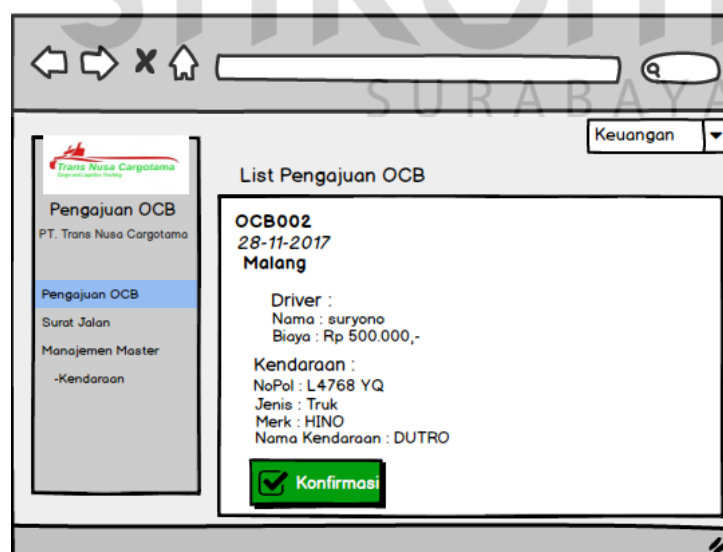 SURABAYA
Keuangan
Trans Nusa Cargotama
List Pengajuan OCB
Pengajuan OCB
PT. Trans Nusa Cargotama
Pengajuan OCB
Surat Jalan
Manajemen Master
-Kendaraan
OCB002
28-11-2017
Malang
Driver :
Nama : suryono
Biaya : Rp 500.000,-
Kendaraan :
NoPol : L4768 YQ
Jenis : Truk
Merk : HINO
Nama Kendaraan : DUTRO
Konfirmasi